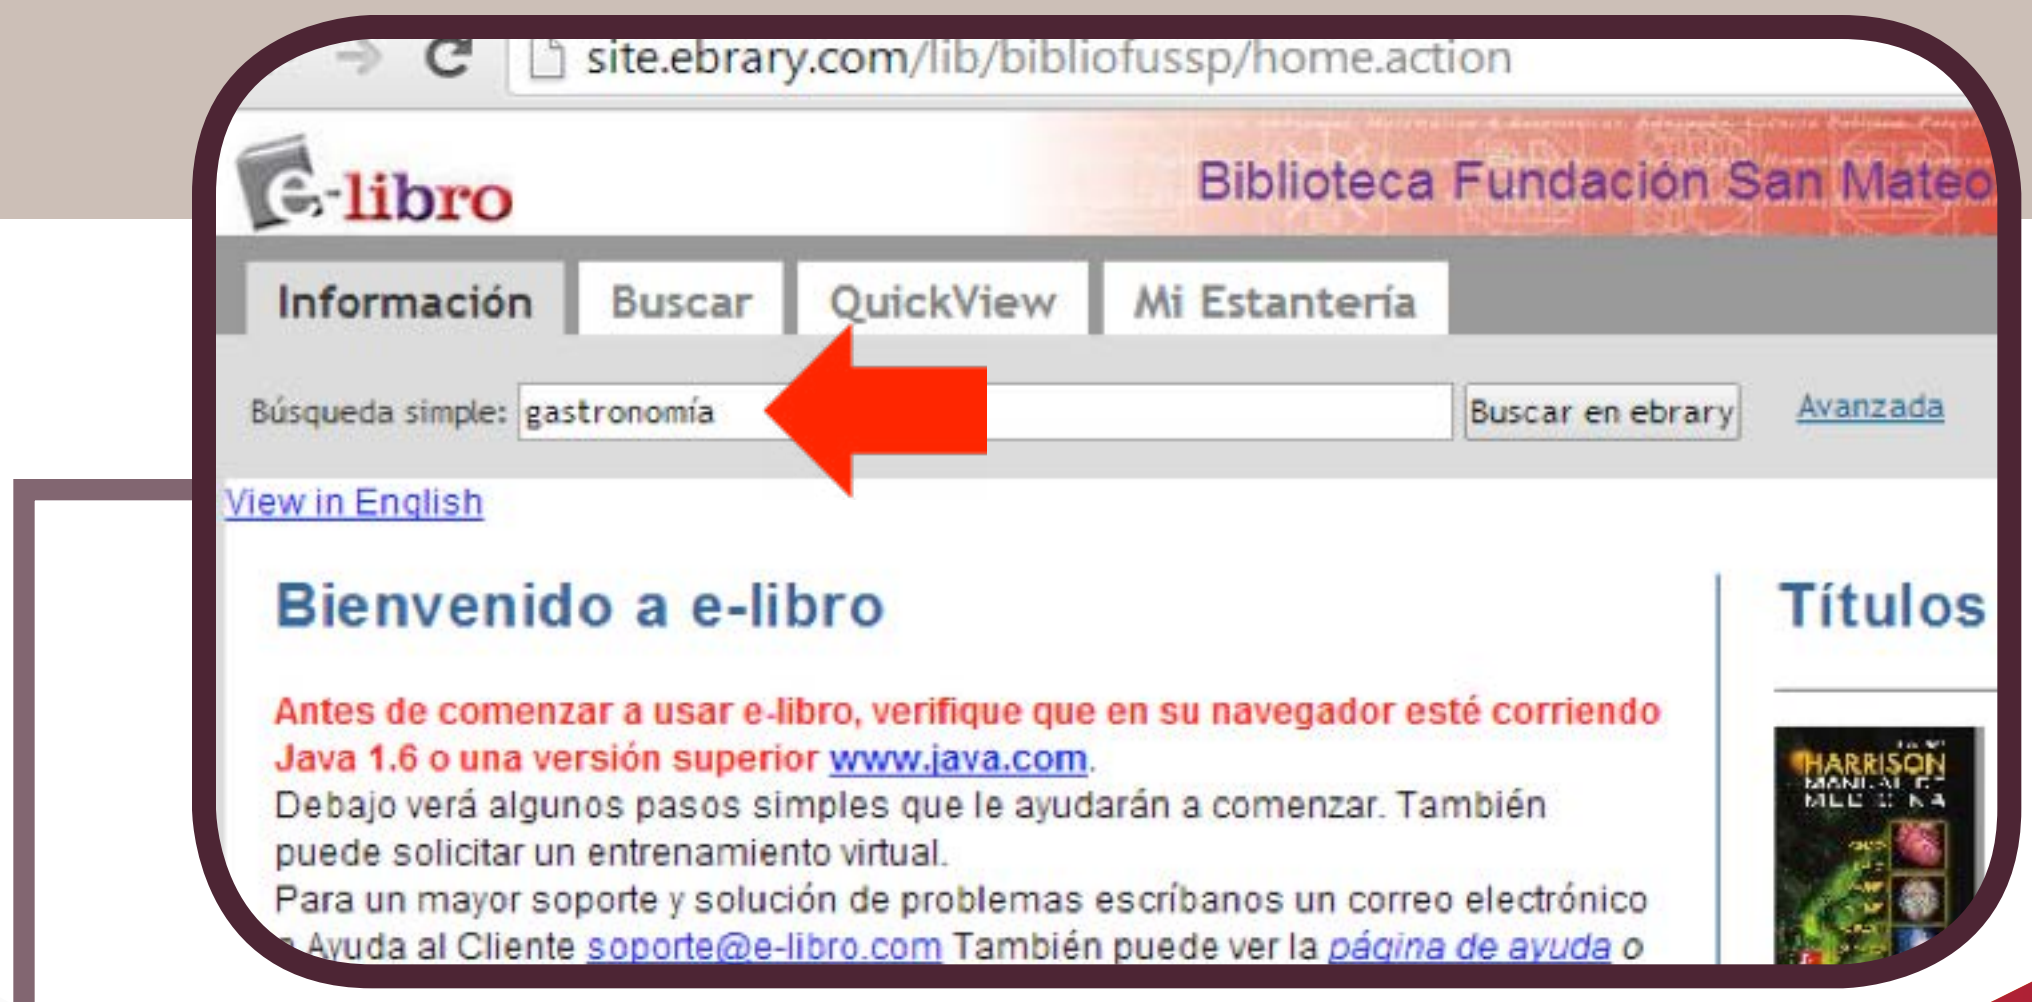 site.ebrary.com/lib/bibliofussp/home.action
e-libro
Biblioteca Fundación San Mateo
Información Buscar QuickView Mi Estantería
Búsqueda simple: gastronomía Buscar en ebrary Avanzada
View in English
Bienvenido a e-libro
Títulos
Antes de comenzar a usar e-libro, verifique que en su navegador esté corriendo
Java 1.6 o una versión superior www.java.com.
Debajo verá algunos pasos simples que le ayudarán a comenzar. También
puede solicitar un entrenamiento virtual.
Para un mayor soporte y solución de problemas escríbanos un correo electrónico
Ayuda al Cliente soporte@e-libro.com También puede ver la página de ayuda o
HARRISON
MANUAL DE
MEDICINA